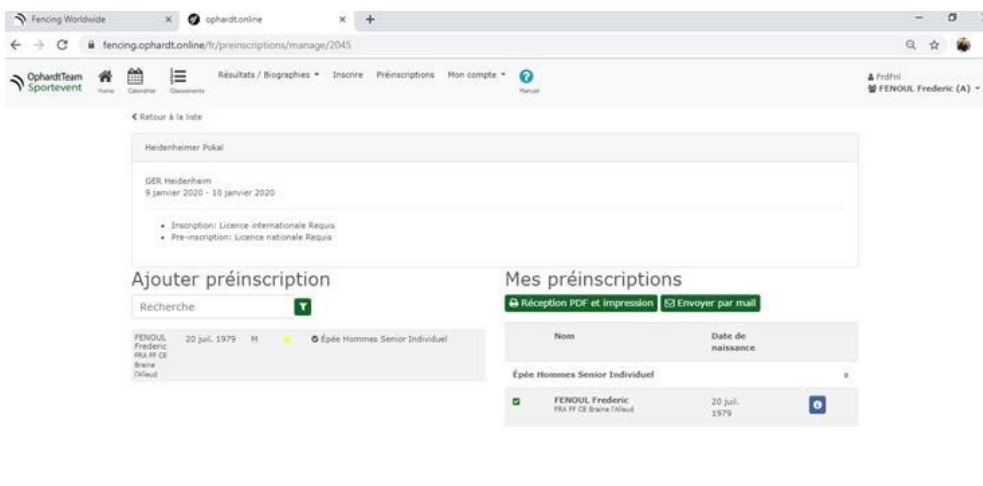 Fencing Worldwide
ophardt.online
fencing.ophardt.online/fr/preinscriptions/manage/2045
OphardtTeam
Sportevent
Home
Calendrier
Classements
Résultats / Biographies
Inscrire
Préinscriptions
Mon compte
?
Manuel
FrdFnl
FENOUL Frederic (A)
Retour à la liste
Heidenheimer Pokal
GER Heidenheim
9 janvier 2020 - 10 janvier 2020
Inscription: Licence internationale Requis
Pre-inscription: Licence nationale Requis
Ajouter préinscription
Recherche
FENOUL
Frederic
FRA FF CE
Braine
l'Alleud
20 juil. 1979
M
Épée Hommes Senior Individuel
Mes préinscriptions
Réception PDF et impression
Envoyer par mail
Nom
Date de
naissance
Épée Hommes Senior Individuel
FENOUL Frederic
FRA FF CE Braine l'Alleud
20 juil.
1979